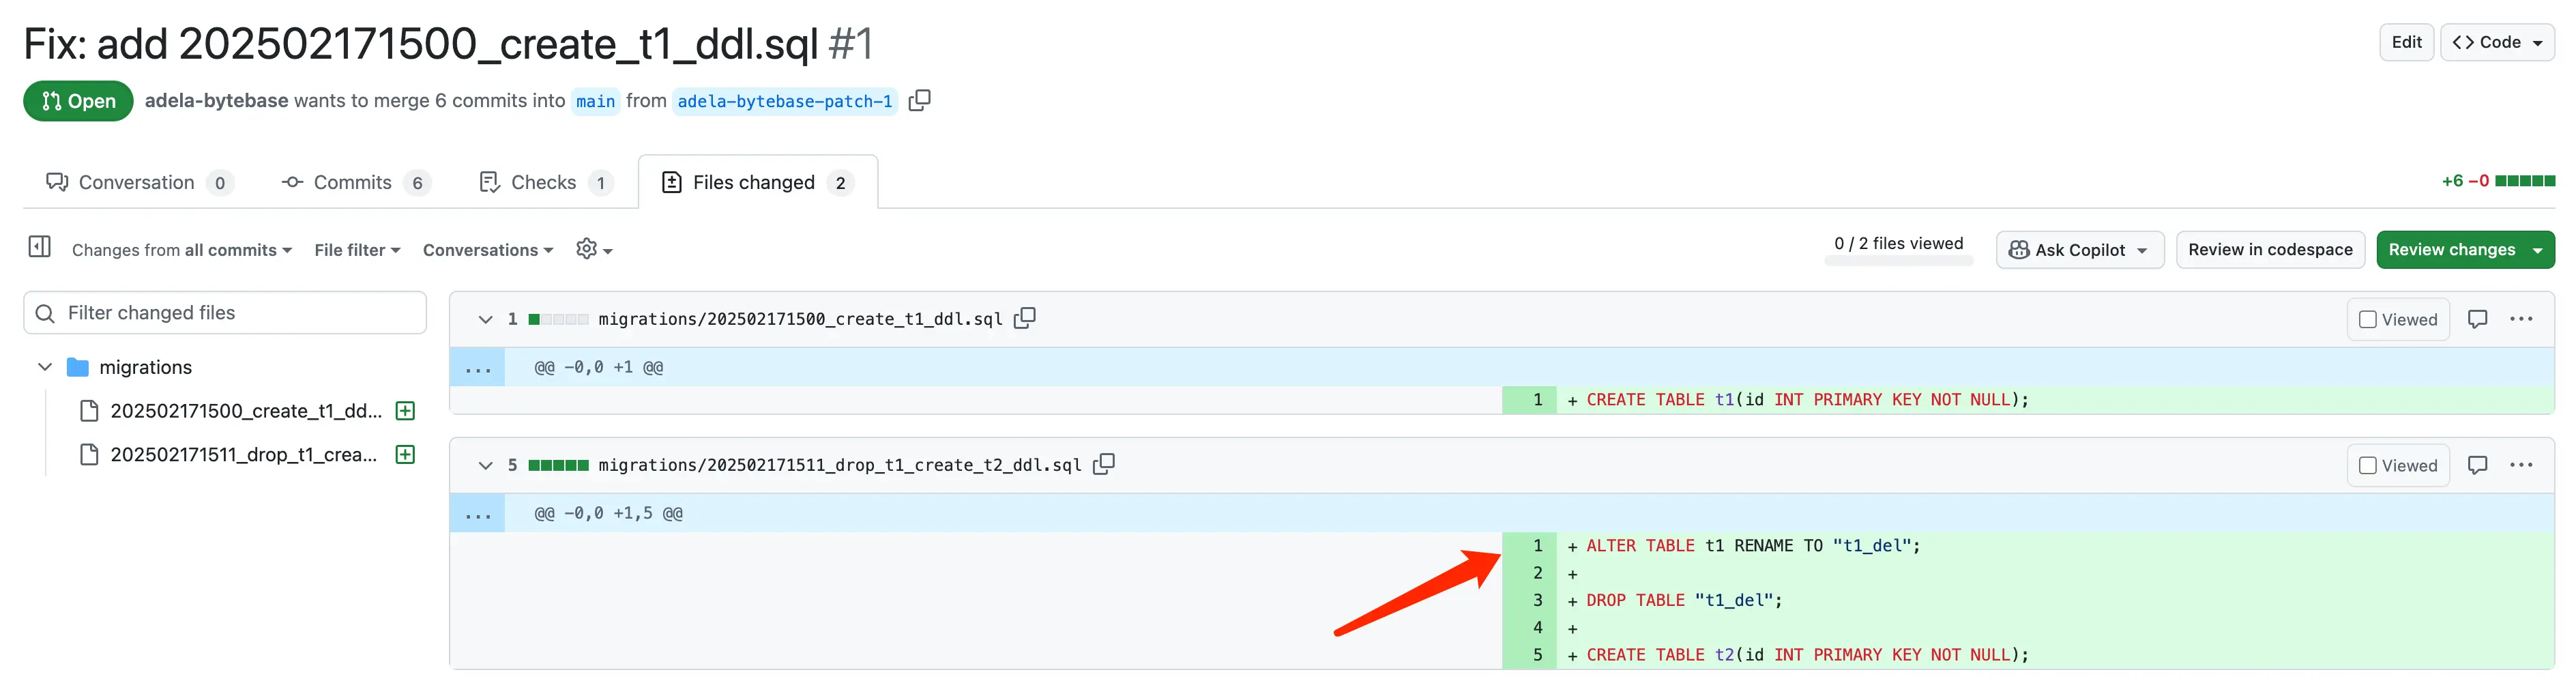 Fix: add 202502171500_create_t1_ddl.sql #1
Edit
Code
Open
adela-bytebase wants to merge 6 commits into main from adela-bytebase-patch-1
Conversation 0
Commits 6
Checks 1
Files changed 2
+6 −0
Changes from all commits
File filter
Conversations
0 / 2 files viewed
Ask Copilot
Review in codespace
Review changes
Filter changed files
migrations
202502171500_create_t1_dd...
202502171511_drop_t1_crea...
1 migrations/202502171500_create_t1_ddl.sql
Viewed
...
@@ -0,0 +1 @@
1 + CREATE TABLE t1(id INT PRIMARY KEY NOT NULL);
5 migrations/202502171511_drop_t1_create_t2_ddl.sql
Viewed
...
@@ -0,0 +1,5 @@
1 + ALTER TABLE t1 RENAME TO "t1_del";
2 +
3 + DROP TABLE "t1_del";
4 +
5 + CREATE TABLE t2(id INT PRIMARY KEY NOT NULL);